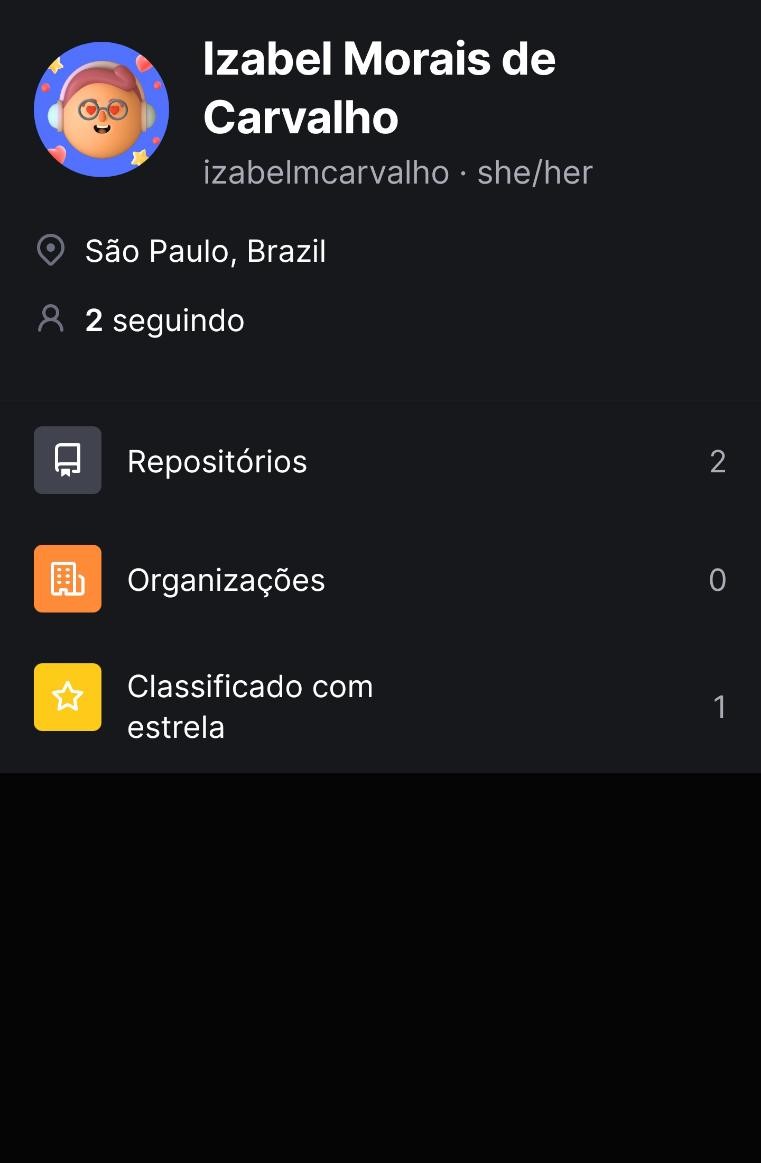 Izabel Morais de
Carvalho
izabelmcarvalho · she/her
São Paulo, Brazil
2 seguindo
Repositórios 2
Organizações 0
Classificado com
estrela 1